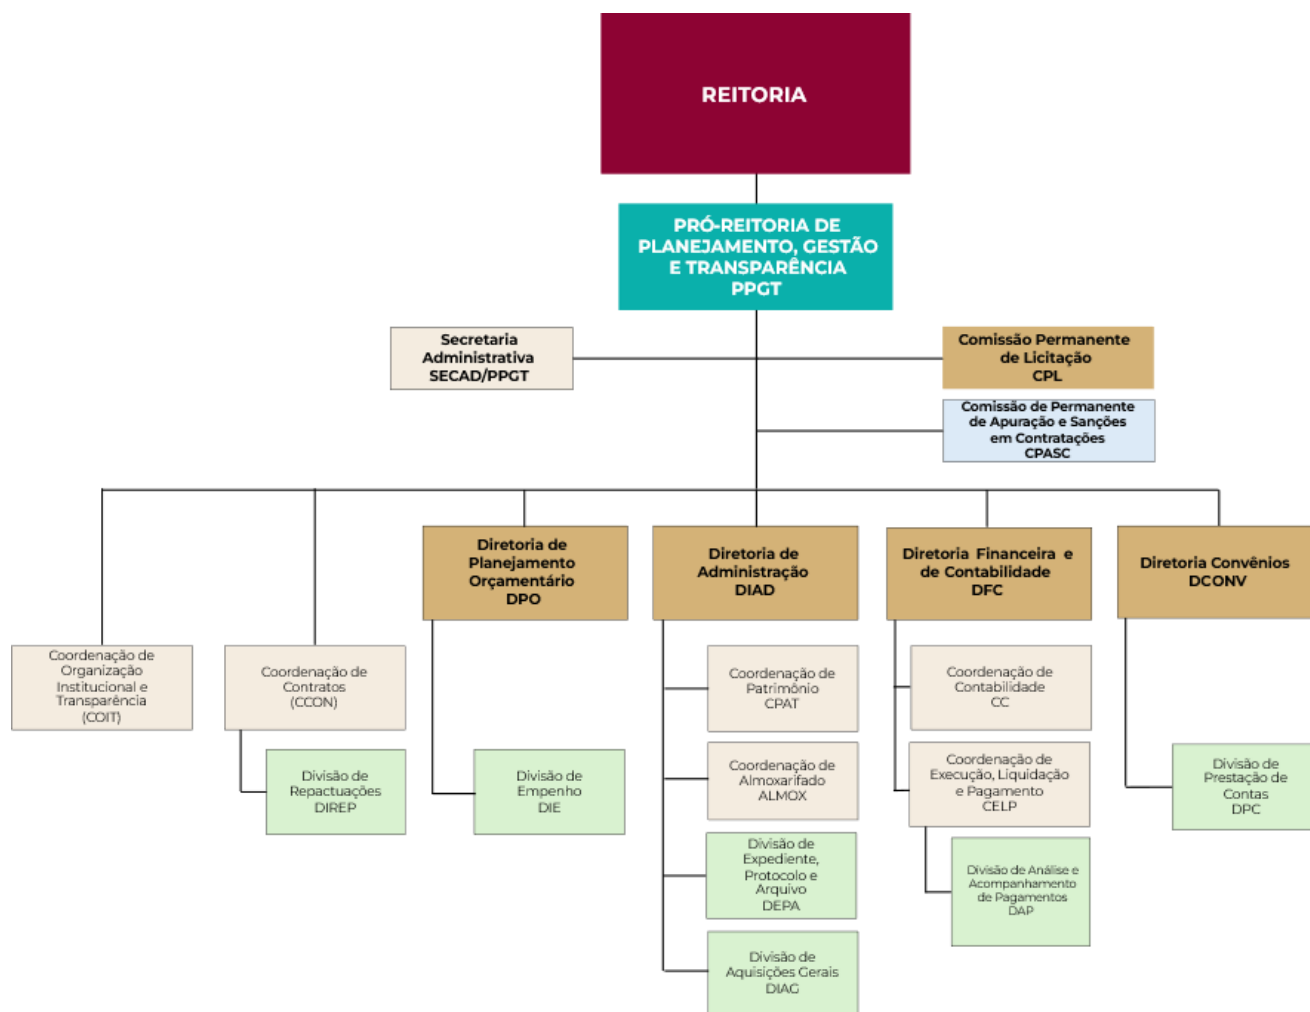 REITORIA
PRÓ-REITORIA DE
PLANEJAMENTO, GESTÃO
E TRANSPARÊNCIA
PPGT
Secretaria
Administrativa
SECAD/PPGT
Comissão Permanente
de Licitação
CPL
Comissão de Permanente
de Apuração e Sanções
em Contratações
CPASC
Diretoria de
Planejamento
Orçamentário
DPO
Diretoria de
Administração
DIAD
Diretoria Financeira e
de Contabilidade
DFC
Diretoria Convênios
DCONV
Coordenação de
Organização
Institucional e
Transparência
(COIT)
Coordenação de
Contratos
(CCON)
Divisão de
Repactuações
DIREP
Divisão de
Empenho
DIE
Coordenação de
Patrimônio
CPAT
Coordenação de
Almoxarifado
ALMOX
Divisão de
Expediente,
Protocolo e
Arquivo
DEPA
Divisão de
Aquisições Gerais
DIAG
Coordenação de
Contabilidade
CC
Coordenação de
Execução, Liquidação
e Pagamento
CELP
Divisão de Análise e
Acompanhamento
de Pagamentos
DAP
Divisão de
Prestação de
Contas
DPC